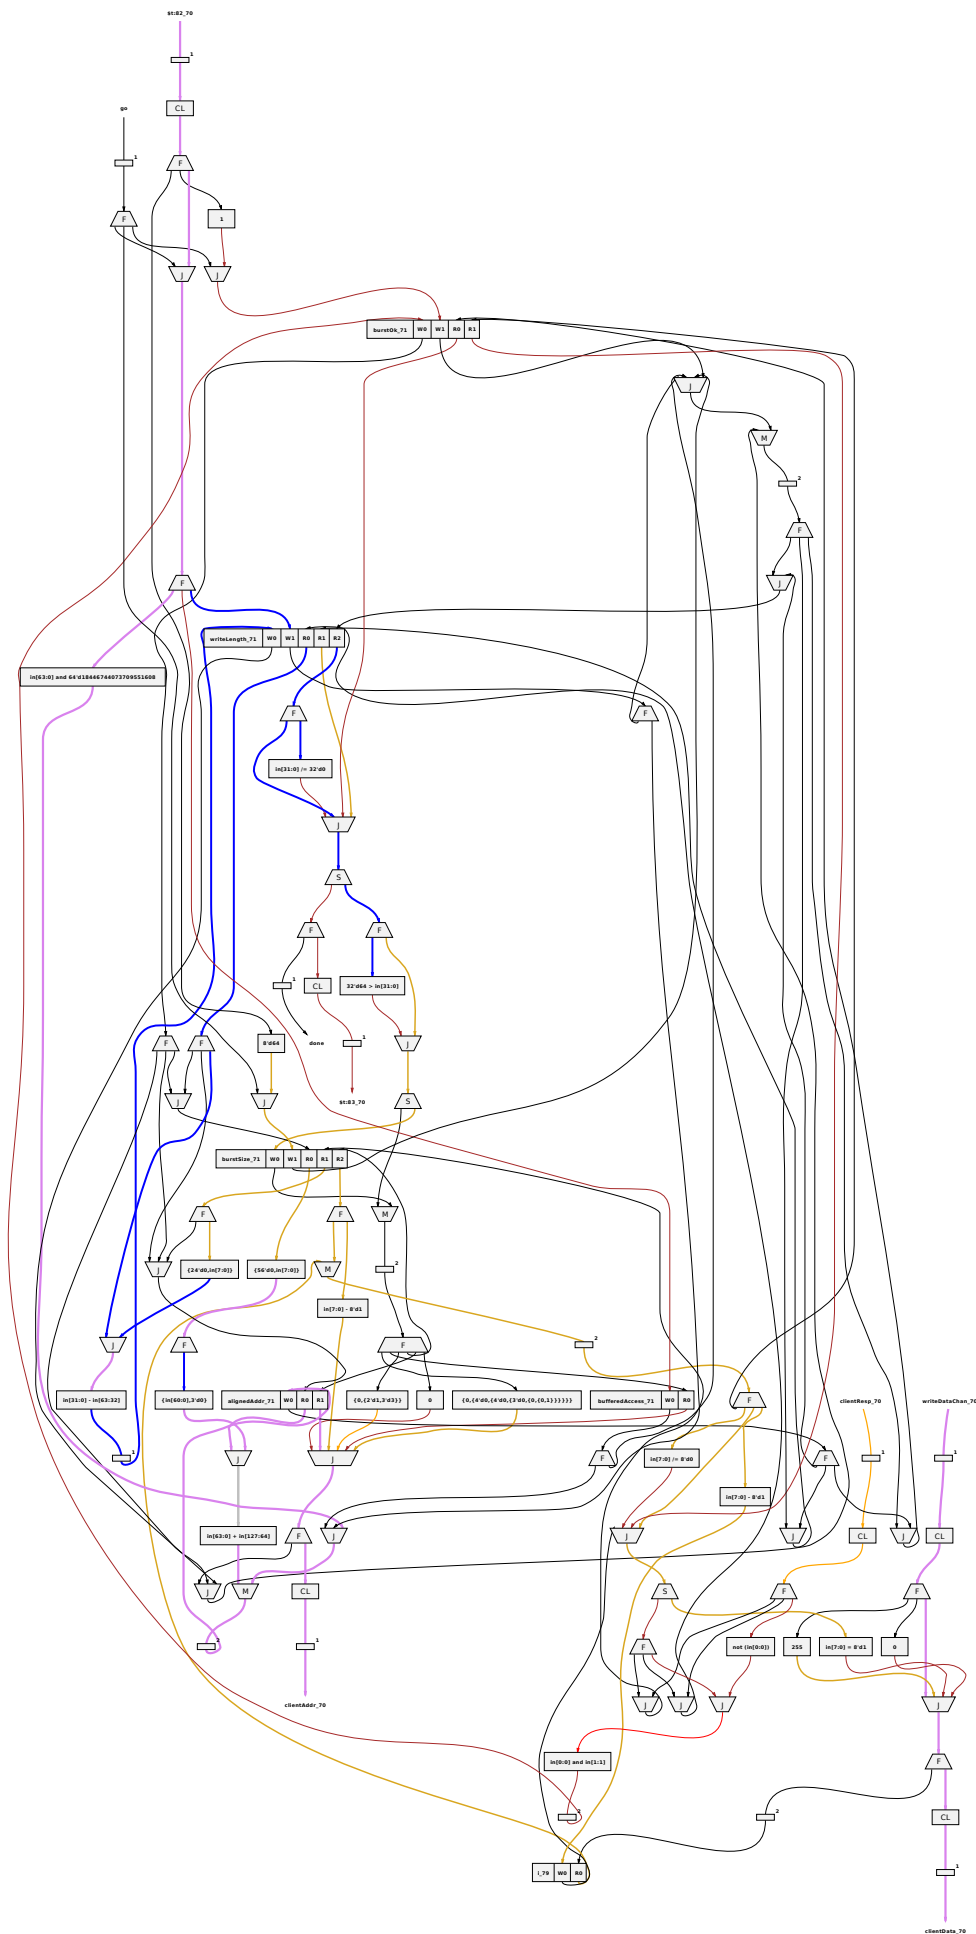 $t:82_70
1
CL
go
1
F
F
1
J
J
burstOk_71 W0 W1 R0 R1
J
M
2
F
F
J
writeLength_71 W0 W1 R0 R1 R2
in[63:0] and 64'd18446744073709551608
F
F
in[31:0] /= 32'd0
J
S
F
F
1
CL
32'd64 > in[31:0]
F
F
8'd64
done
1
J
J
J
$t:83_70
S
burstSize_71 W0 W1 R0 R1 R2
F
F
M
J
{24'd0,in[7:0]}
{56'd0,in[7:0]}
M
2
in[7:0] - 8'd1
J
F
F
2
in[31:0] - in[63:32]
{in[60:0],3'd0}
alignedAddr_71 W0 R0 R1
{0,{2'd1,3'd3}}
0
{0,{4'd0,{4'd0,{3'd0,{0,{0,1}}}}}}
bufferedAccess_71 W0 R0
F
clientResp_70
writeDataChan_70
1
J
J
F
in[7:0] /= 8'd0
F
1
1
in[7:0] - 8'd1
in[63:0] + in[127:64]
F
J
J
J
CL
J
CL
J
M
CL
S
F
F
2
1
F
not (in[0:0])
255
in[7:0] = 8'd1
0
clientAddr_70
J
J
J
J
in[0:0] and in[1:1]
F
2
2
CL
i_79 W0 R0
1
clientData_70